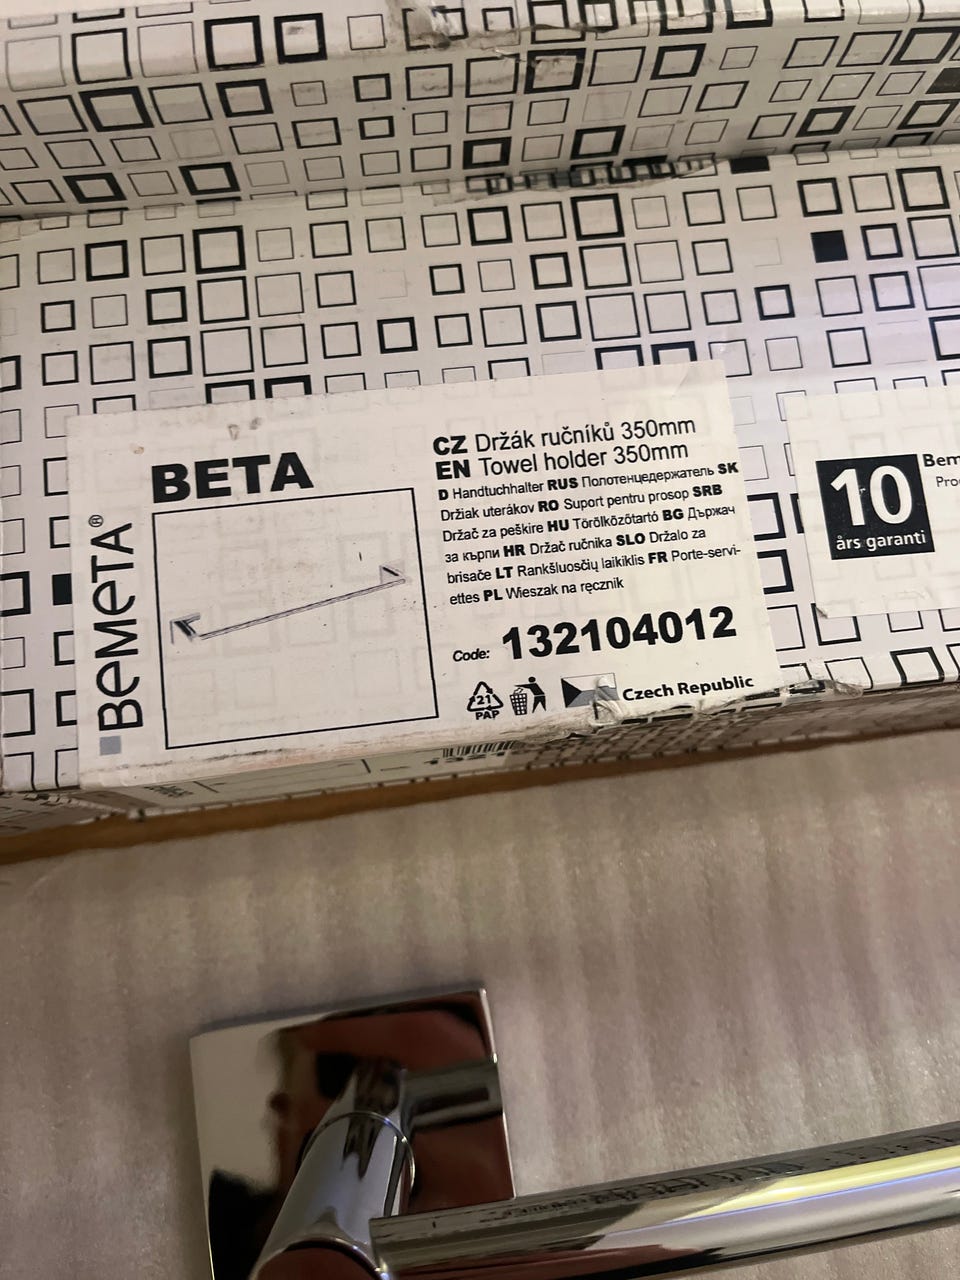 BEMETA®
BETA
CZ Držák ručníků 350mm
EN Towel holder 350mm
D Handtuchhalter RUS Полотенцедержатель SK
Držiak uterákov RO Suport pentru prosop SRB
Držač za peškire HU Törölközőtartó BG Държач
за кърпи HR Držač ručnika SLO Držalo za
brisače LT Rankšluosčių laikiklis FR Porte-servi-
ettes PL Wieszak na ręcznik
Code: 132104012
21
PAP
Czech Republic
10
års garanti
Bem
Pro